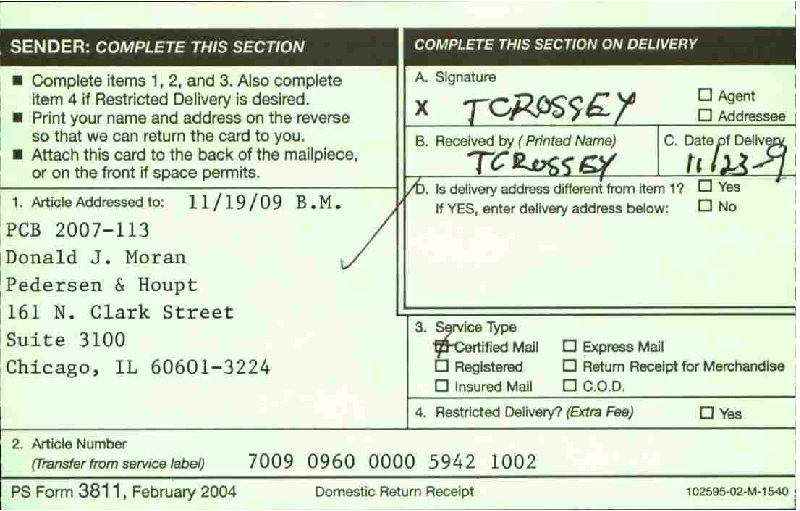 SENDER: COMPLETE THIS SECTION
■ Complete items 1, 2, and 3. Also complete
item 4 if Restricted Delivery is desired.
■ Print your name and address on the reverse
so that we can return the card to you.
■ Attach this card to the back of the mailpiece,
or on the front if space permits.
1. Article Addressed to: 11/19/09 B.M.
PCB 2007-113
Donald J. Moran
Pedersen & Houpt
161 N. Clark Street
Suite 3100
Chicago, IL 60601-3224
COMPLETE THIS SECTION ON DELIVERY
A. Signature
X TCROSSEY
☐ Agent
☐ Addressee
B. Received by (Printed Name)
TCROSSEY
C. Date of Delivery
11/23-9
D. Is delivery address different from item 1? ☐ Yes
If YES, enter delivery address below: ☐ No
3. Service Type
☑ Certified Mail ☐ Express Mail
☐ Registered ☐ Return Receipt for Merchandise
☐ Insured Mail ☐ C.O.D.
4. Restricted Delivery? (Extra Fee) ☐ Yes
2. Article Number
(Transfer from service label) 7009 0960 0000 5942 1002
PS Form 3811, February 2004 Domestic Return Receipt 102595-02-M-1540